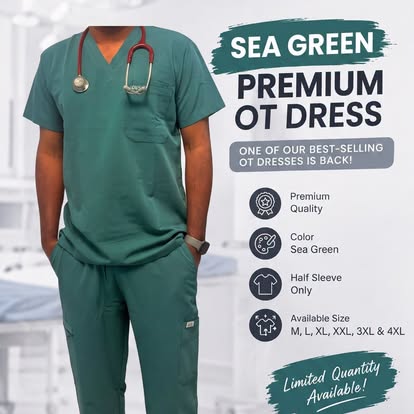 SEA GREEN
PREMIUM
OT DRESS
ONE OF OUR BEST-SELLING
OT DRESSES IS BACK!
Premium
Quality
Color
Sea Green
Half Sleeve
Only
Available Size
M, L, XL, XXL, 3XL & 4XL
Limited Quantity
Available!